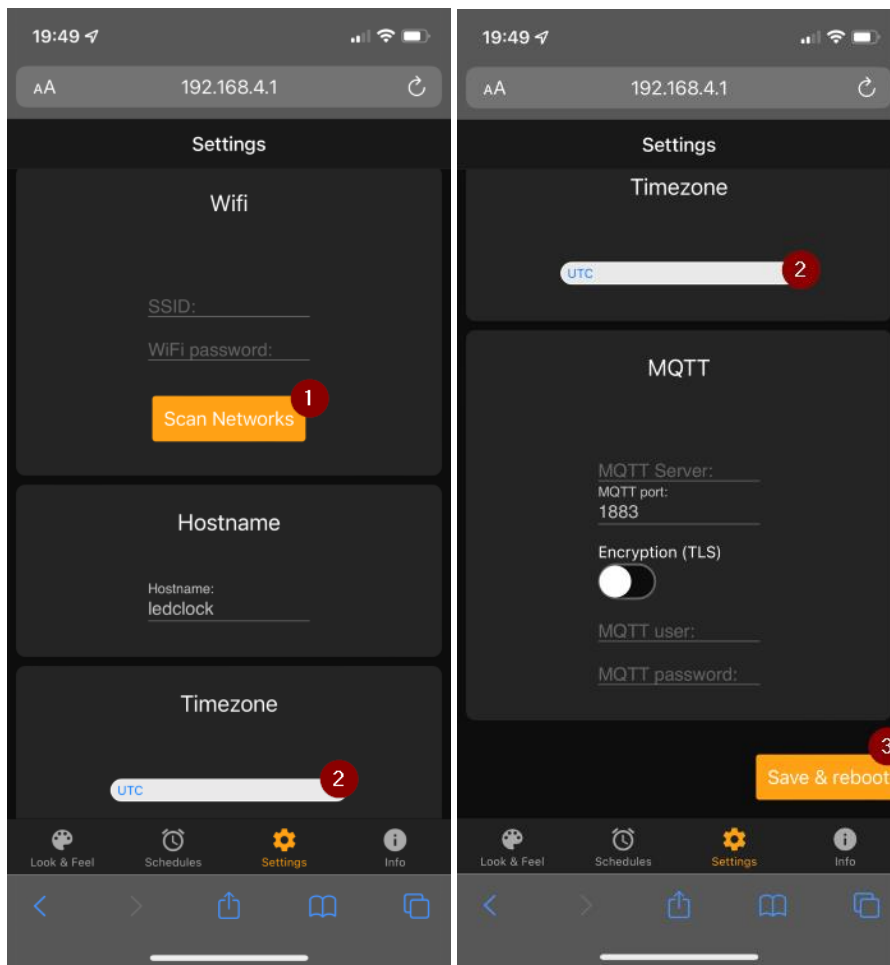 19:49
AA 192.168.4.1
Settings
Wifi
SSID:
WiFi password:
1
Scan Networks
Hostname
Hostname:
ledclock
Timezone
UTC
2
Look & Feel
Schedules
Settings
Info
19:49
AA 192.168.4.1
Settings
Timezone
UTC
2
MQTT
MQTT Server:
MQTT port:
1883
Encryption (TLS)
MQTT user:
MQTT password:
3
Save & reboot
Look & Feel
Schedules
Settings
Info